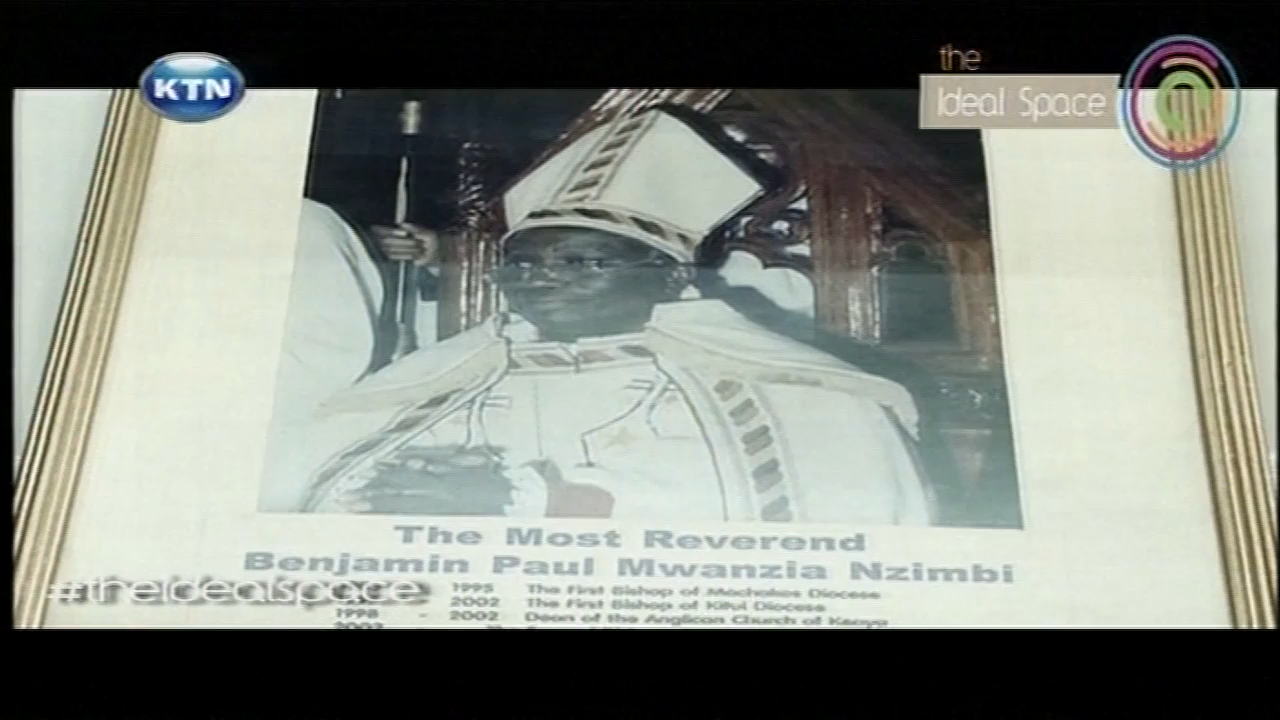 KTN
the
Ideal Space
The Most Reverend
Benjamin Paul Mwanzia Nzimbi
#theidealspace
1995 The First Bishop of Machakos Diocese
2002 The First Bishop of Kitui Diocese
1998 - 2002 Dean of the Anglican Church of Kenya
2002 -